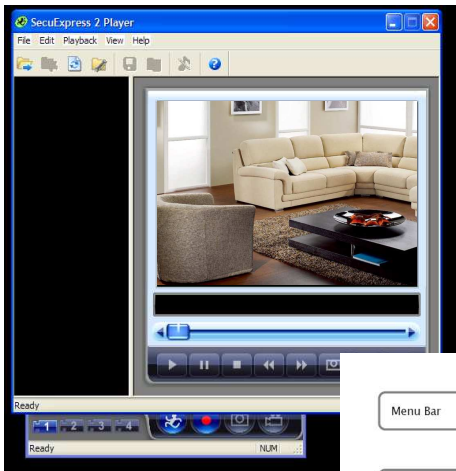 SecuExpress 2 Player
File Edit Playback View Help
Ready
1 2 3 4
Ready NUM
Menu Bar